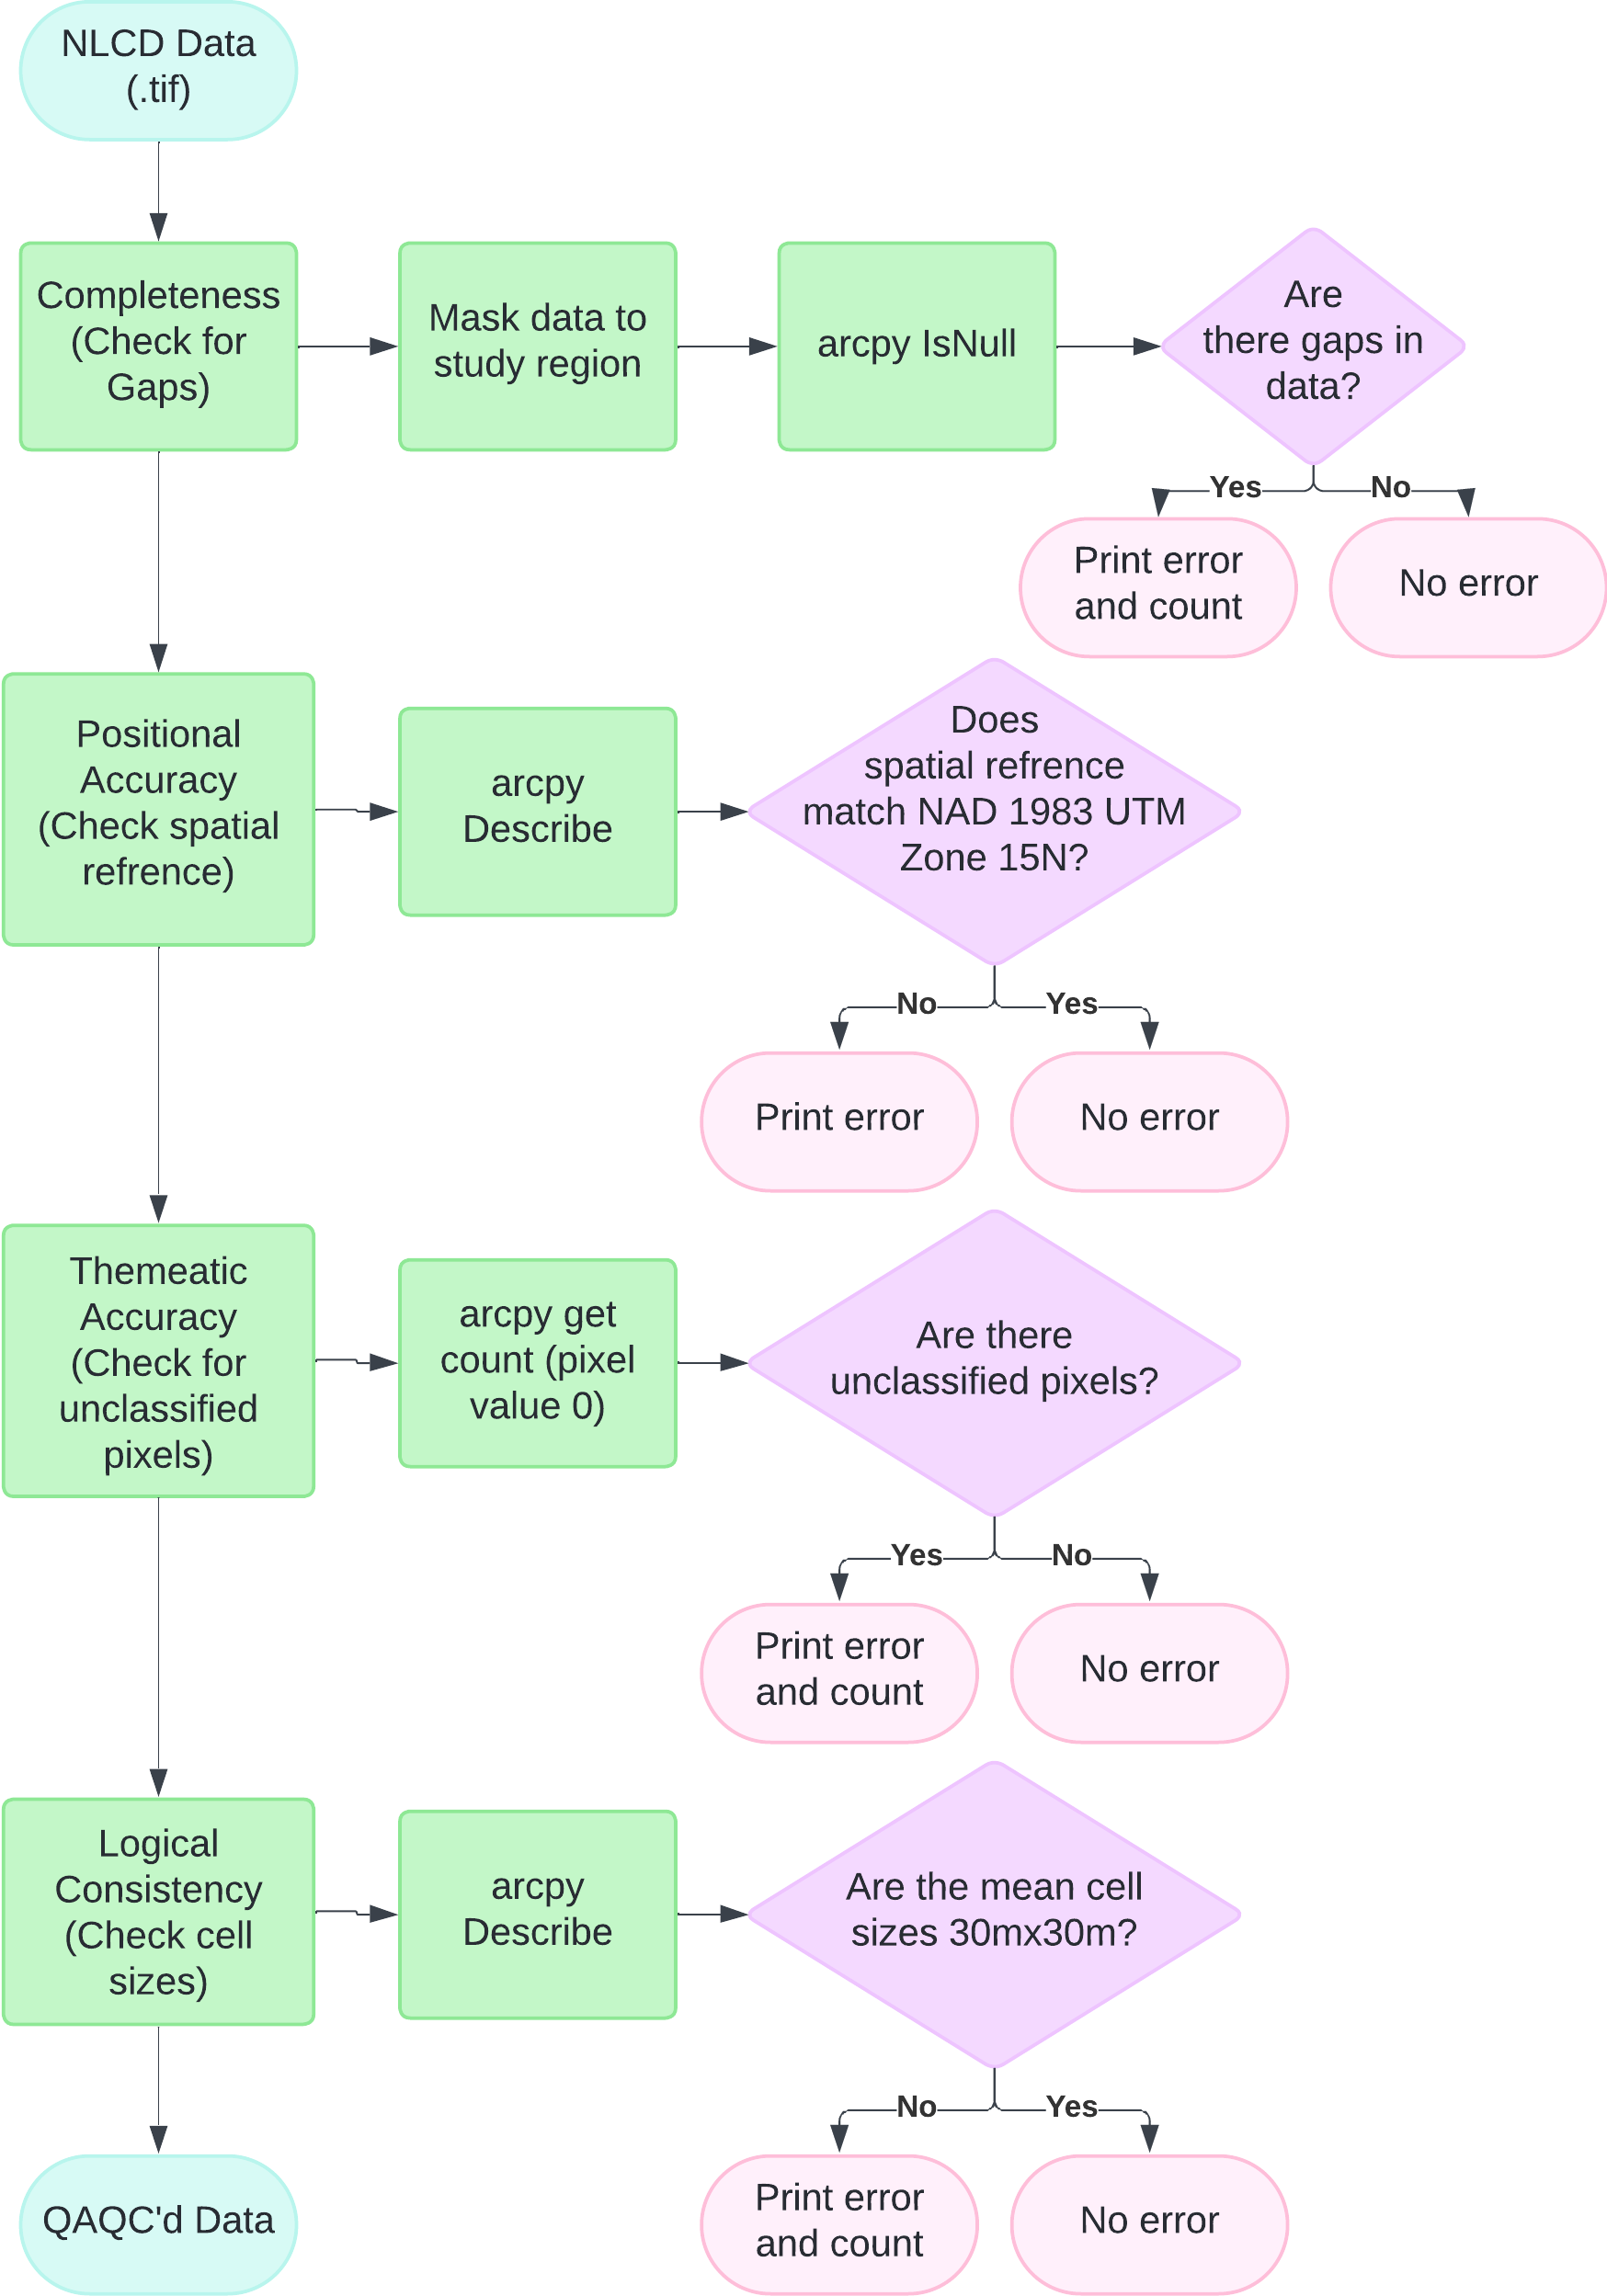 NLCD Data
(.tif)
Completeness
(Check for
Gaps)
Mask data to
study region
arcpy IsNull
Are
there gaps in
data?
Yes
No
Print error
and count
No error
Positional
Accuracy
(Check spatial
refrence)
arcpy
Describe
Does
spatial refrence
match NAD 1983 UTM
Zone 15N?
No
Yes
Print error
No error
Themeatic
Accuracy
(Check for
unclassified
pixels)
arcpy get
count (pixel
value 0)
Are there
unclassified pixels?
Yes
No
Print error
and count
No error
Logical
Consistency
(Check cell
sizes)
arcpy
Describe
Are the mean cell
sizes 30mx30m?
No
Yes
Print error
and count
No error
QAQC'd Data